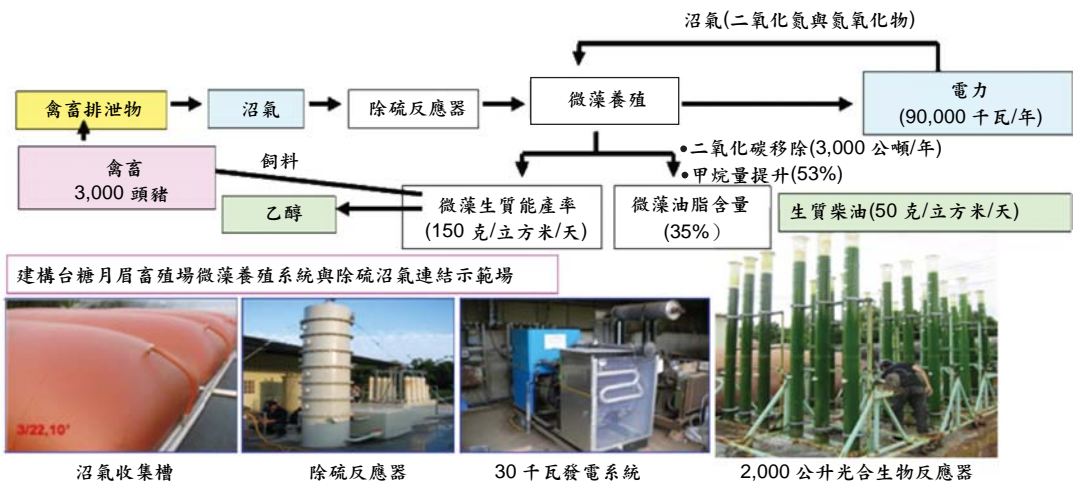 沼氣(二氧化氮與氮氧化物)
禽畜排泄物
沼氣
除硫反應器
微藻養殖
電力
(90,000 千瓦/年)
禽畜
3,000 頭豬
飼料
•二氧化碳移除(3,000 公噸/年)
•甲烷量提升(53%)
乙醇
微藻生質能產率
(150 克/立方米/天)
微藻油脂含量
(35%)
生質柴油(50 克/立方米/天)
建構台糖月眉畜殖場微藻養殖系統與除硫沼氣連結示範場
3/22,10'
沼氣收集槽
除硫反應器
30 千瓦發電系統
2,000 公升光合生物反應器